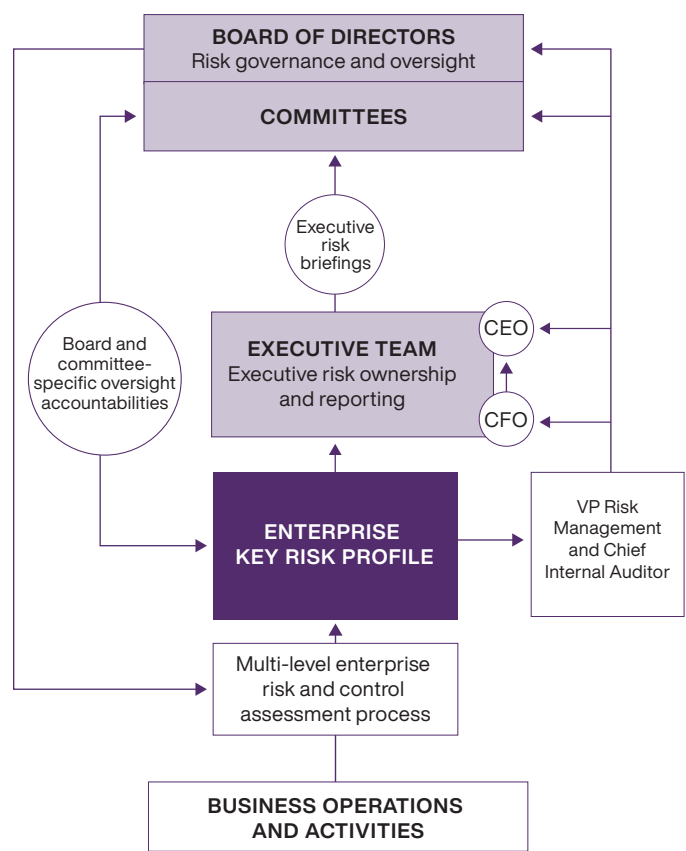 BOARD OF DIRECTORS
Risk governance and oversight
COMMITTEES
Executive
risk
briefings
Board and
committee-
specific oversight
accountabilities
EXECUTIVE TEAM
Executive risk ownership
and reporting
CEO
CFO
ENTERPRISE
KEY RISK PROFILE
VP Risk
Management
and Chief
Internal Auditor
Multi-level enterprise
risk and control
assessment process
BUSINESS OPERATIONS
AND ACTIVITIES